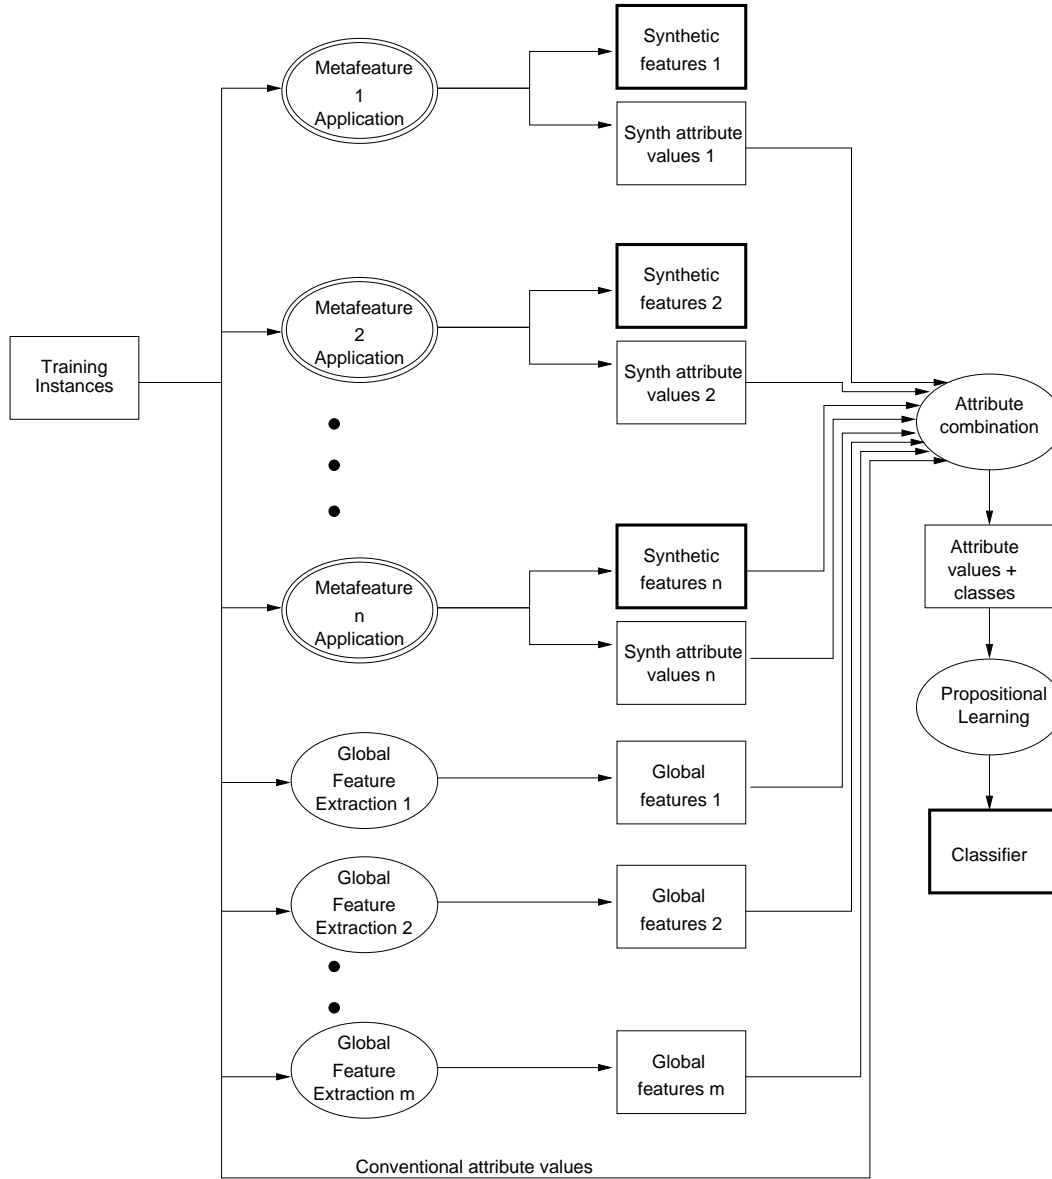 Synthetic
features 1
Metafeature
1
Application
Synth attribute
values 1
Synthetic
features 2
Metafeature
2
Application
Synth attribute
values 2
Training
Instances
Attribute
combination
Synthetic
features n
Metafeature
n
Application
Synth attribute
values n
Attribute
values +
classes
Propositional
Learning
Global
Feature
Extraction 1
Global
features 1
Classifier
Global
Feature
Extraction 2
Global
features 2
Global
Feature
Extraction m
Global
features m
Conventional attribute values